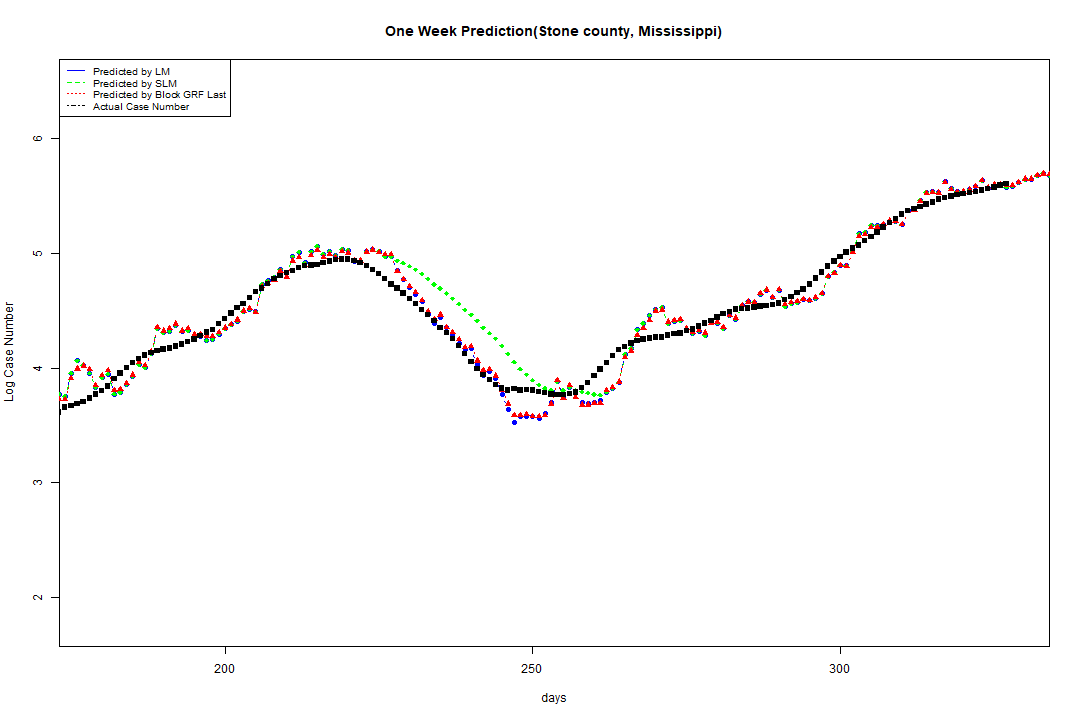 One Week Prediction(Stone county, Mississippi)
Predicted by LM
Predicted by SLM
Predicted by Block GRF Last
Actual Case Number
6
5
4
3
2
Log Case Number
200
250
300
days